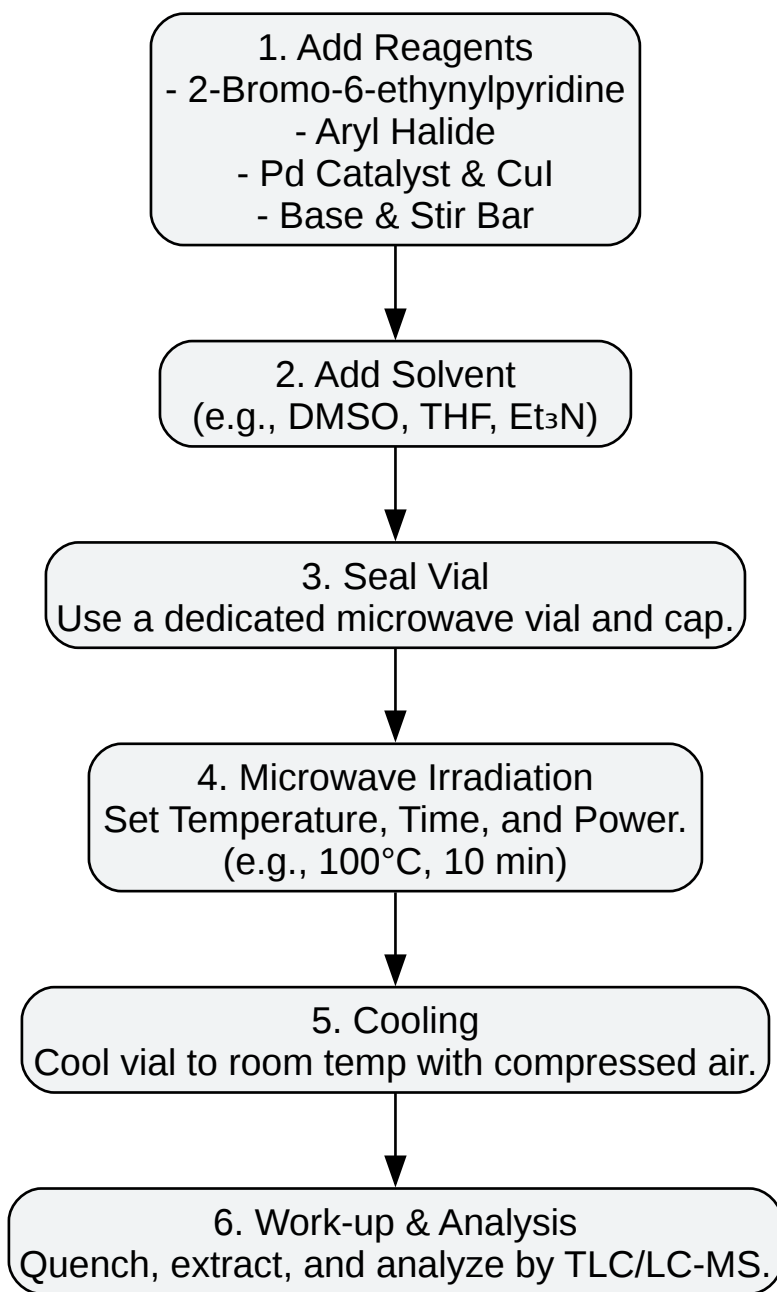 1. Add Reagents
- 2-Bromo-6-ethynylpyridine
- Aryl Halide
- Pd Catalyst & CuI
- Base & Stir Bar
2. Add Solvent
(e.g., DMSO, THF, Et₃N)
3. Seal Vial
Use a dedicated microwave vial and cap.
4. Microwave Irradiation
Set Temperature, Time, and Power.
(e.g., 100°C, 10 min)
5. Cooling
Cool vial to room temp with compressed air.
6. Work-up & Analysis
Quench, extract, and analyze by TLC/LC-MS.